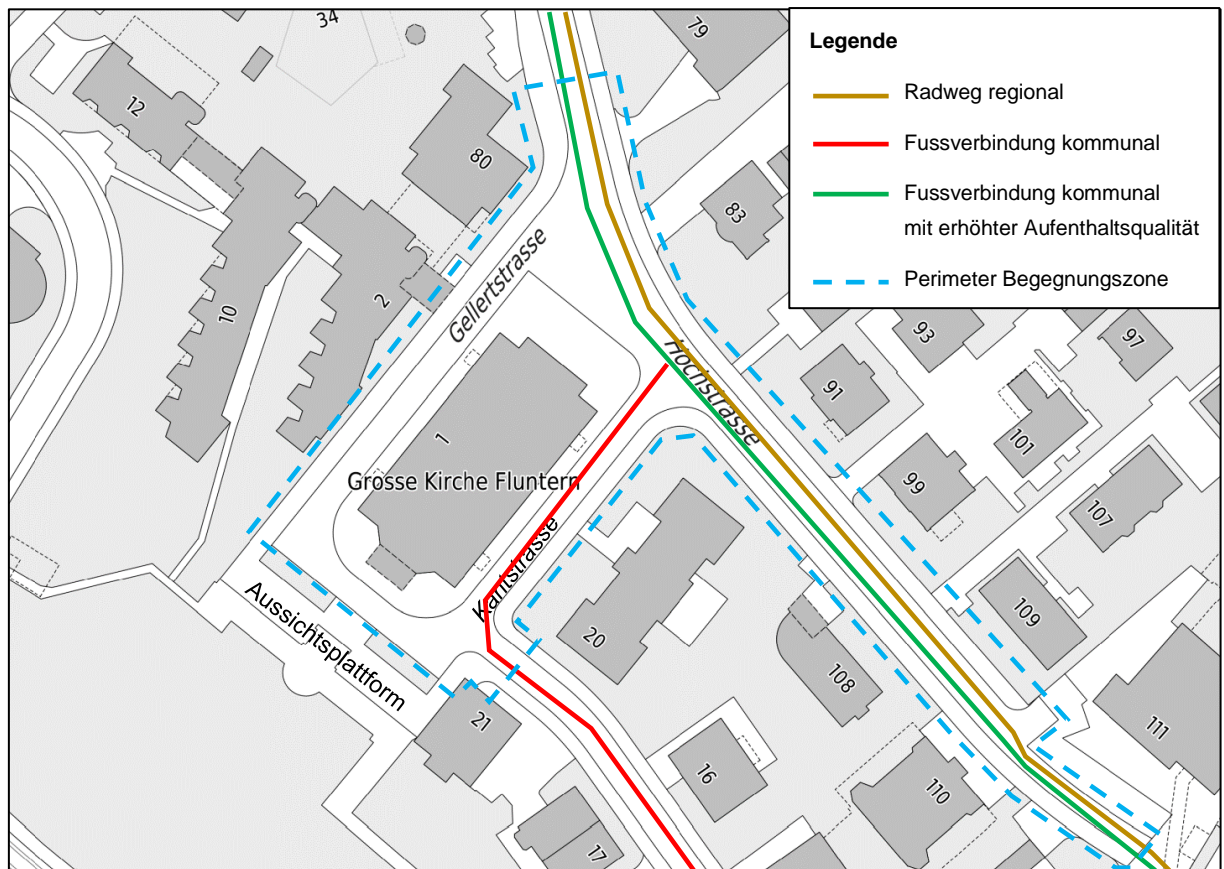 Legende
Radweg regional
Fussverbindung kommunal
Fussverbindung kommunal
mit erhöhter Aufenthaltsqualität
Perimeter Begegnungszone
34
79
12
80
83
Gellertstrasse
2
10
93
97
Hochstrasse
91
101
1
Grosse Kirche Fluntern
99
107
Kantstrasse
Aussichtsplattform
20
109
108
21
111
16
110
17